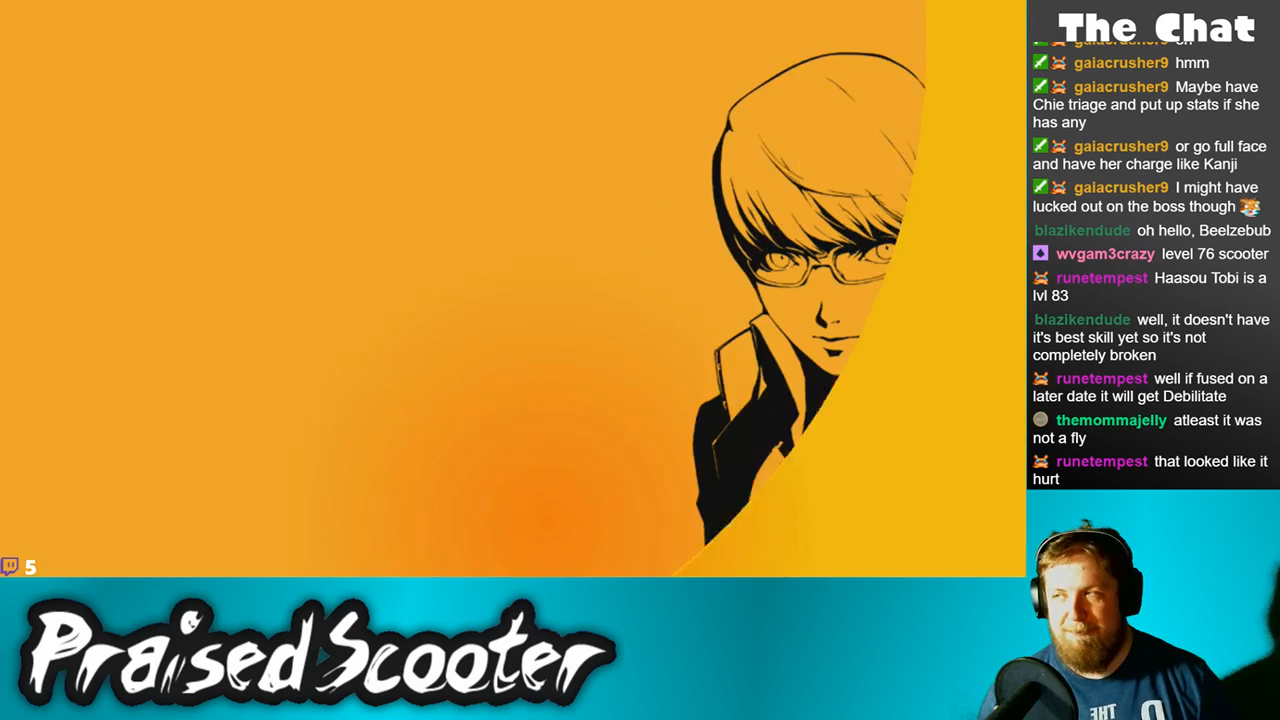 The Chat
gaiacrusher9 hmm
gaiacrusher9 Maybe have
Chie triage and put up stats if she
has any
gaiacrusher9 or go full face
and have her charge like Kanji
gaiacrusher9 I might have
lucked out on the boss though
blazikendude oh hello, Beelzebub
wvgam3crazy level 76 scooter
runetempest Haasou Tobi is a
lvl 83
blazikendude well, it doesn't have
it's best skill yet so it's not
completely broken
runetempest well if fused on a
later date it will get Debilitate
themommajelly atleast it was
not a fly
runetempest that looked like it
hurt
5
PraisedScooter
THE